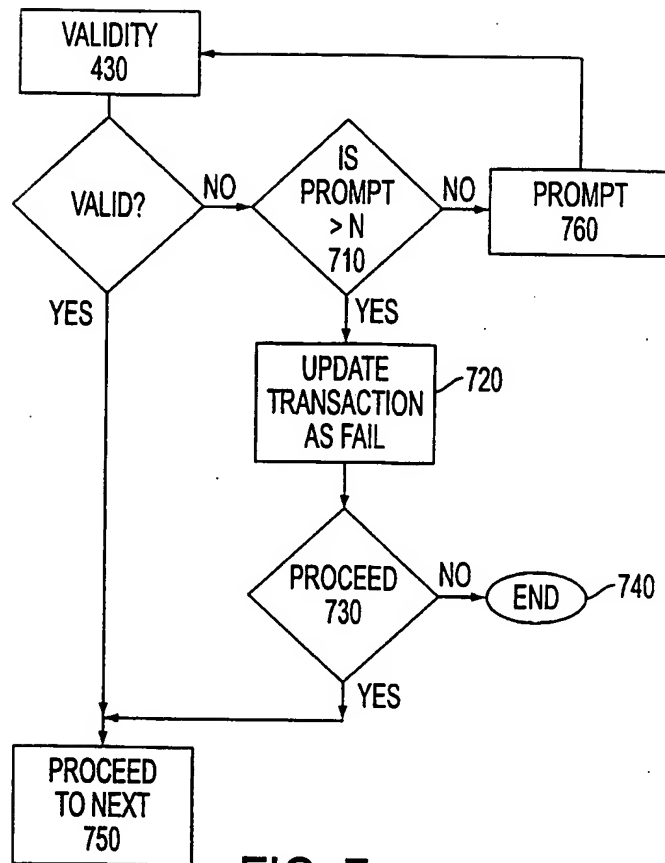 VALIDITY
430
VALID?
NO
IS
PROMPT
> N
710
NO
PROMPT
760
YES
YES
UPDATE
TRANSACTION
AS FAIL
720
PROCEED
730
NO
END
740
YES
PROCEED
TO NEXT
750